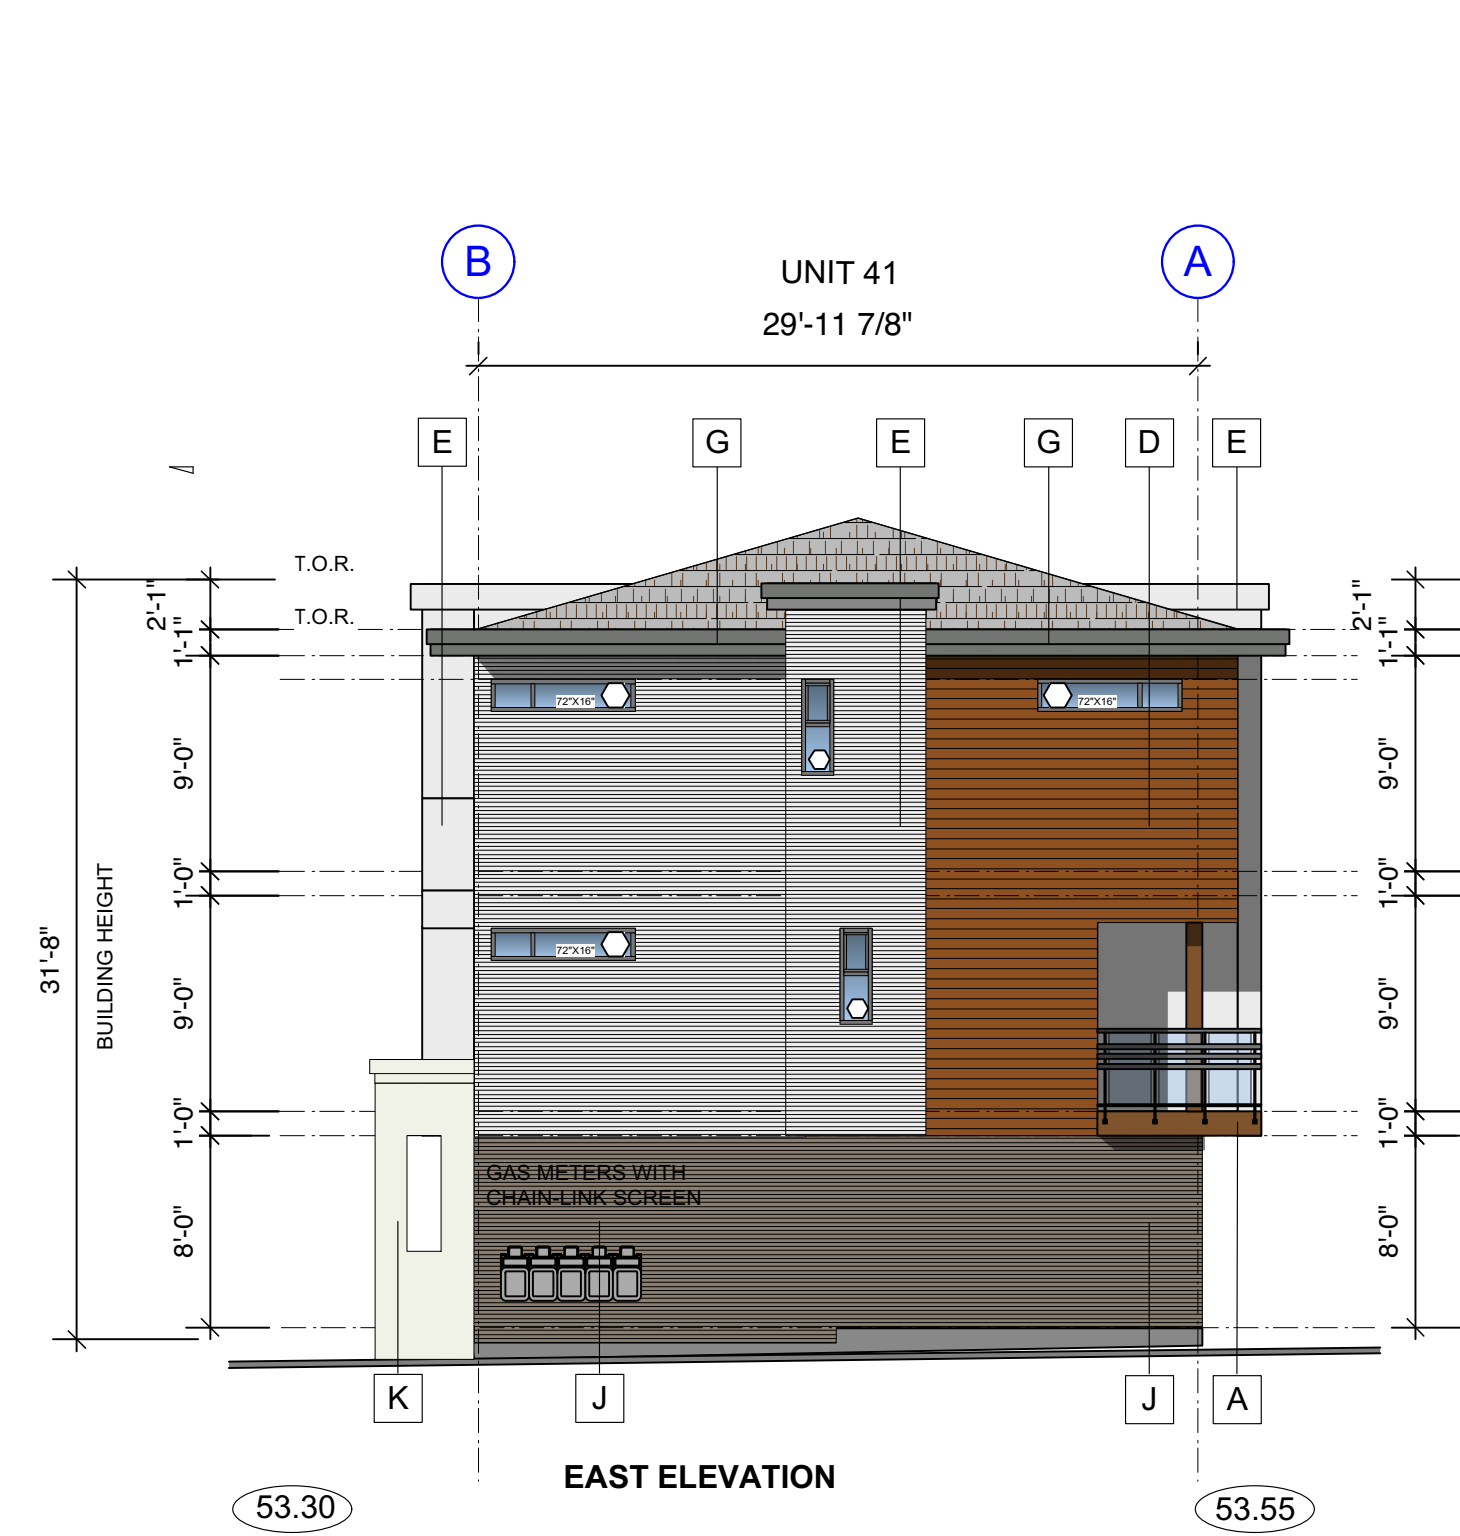 B
UNIT 41
A
29'-11 7/8"
E
G
E
G
D
E
T.O.R.
T.O.R.
2'-1"
1'-1"
9'-0"
1'-0"
9'-0"
1'-0"
8'-0"
31'-8"
BUILDING HEIGHT
72"X16"
72"X16"
72"X16"
2'-1"
1'-1"
9'-0"
1'-0"
9'-0"
1'-0"
8'-0"
GAS METERS WITH
CHAIN-LINK SCREEN
K
J
J
A
EAST ELEVATION
53.30
53.55